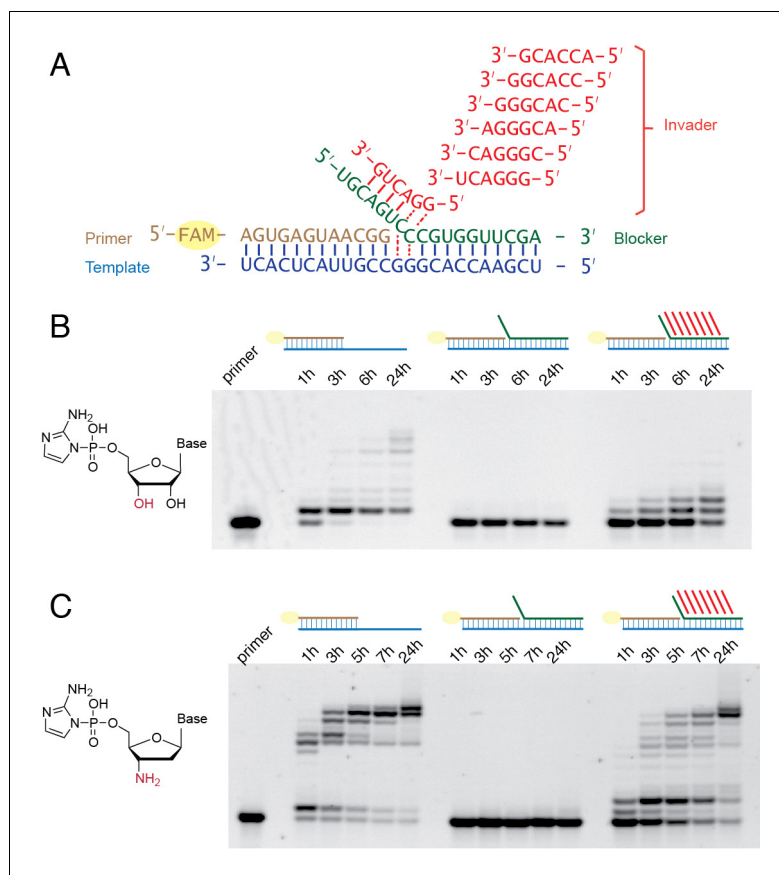 A
3′-GCACCA-5′
3′-GGCACC-5′
3′-GGGCAC-5′
3′-AGGGCA-5′
3′-CAGGGC-5′
3′-UCAGGG-5′
Invader
3′-GUCAGG-5′
5′-UGCAGUC
Primer 5′-FAM- AGUGAGUAACGG CCGUGGUUCGA - 3′ Blocker
Template 3′- UCACUCAUUGCCGGGCACCAAGCU - 5′
B
primer 1h 3h 6h 24h 1h 3h 6h 24h 1h 3h 6h 24h
NH2
N
N
OH
P
O
O
O
Base
OH OH
C
primer 1h 3h 5h 7h 24h 1h 3h 5h 7h 24h 1h 3h 5h 7h 24h
NH2
N
N
OH
P
O
O
O
Base
NH2